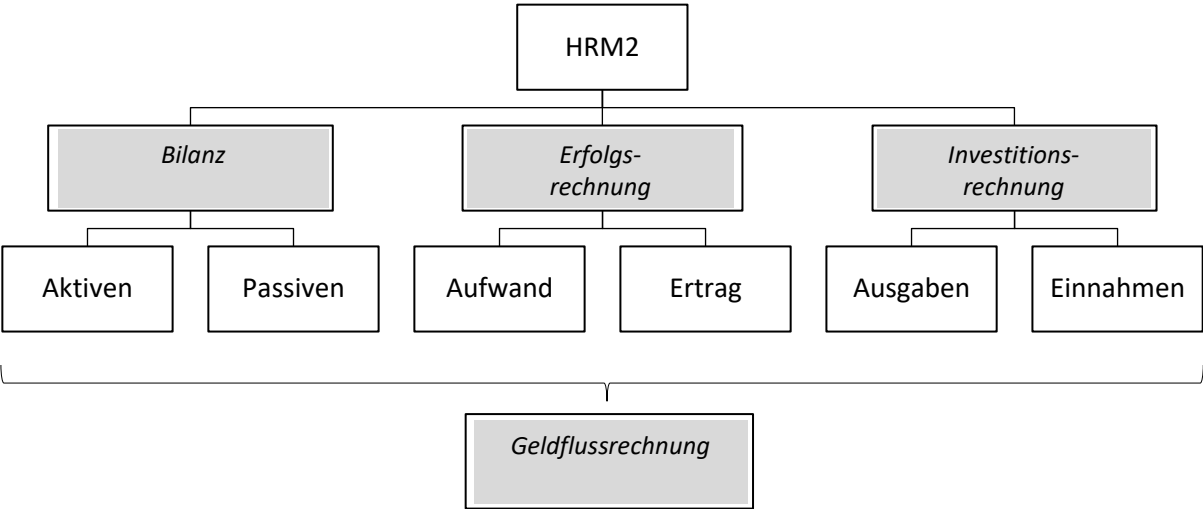 HRM2
Bilanz
Erfolgs-
rechnung
Investitions-
rechnung
Aktiven
Passiven
Aufwand
Ertrag
Ausgaben
Einnahmen
Geldflussrechnung